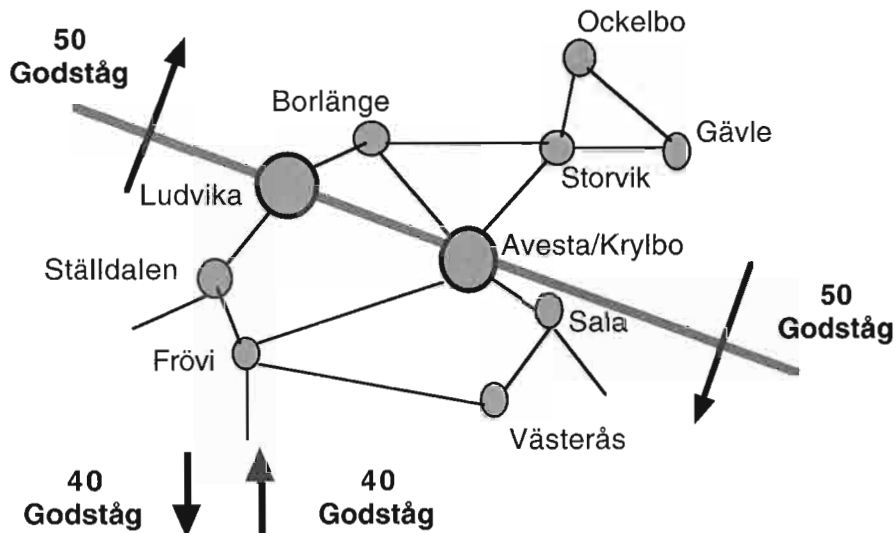 Ockelbo
50
Godståg
Borlänge
Gävle
Storvik
Ludvika
Avesta/Krylbo
Ställdalen
50
Godståg
Sala
Frövi
Västerås
40
Godståg
40
Godståg